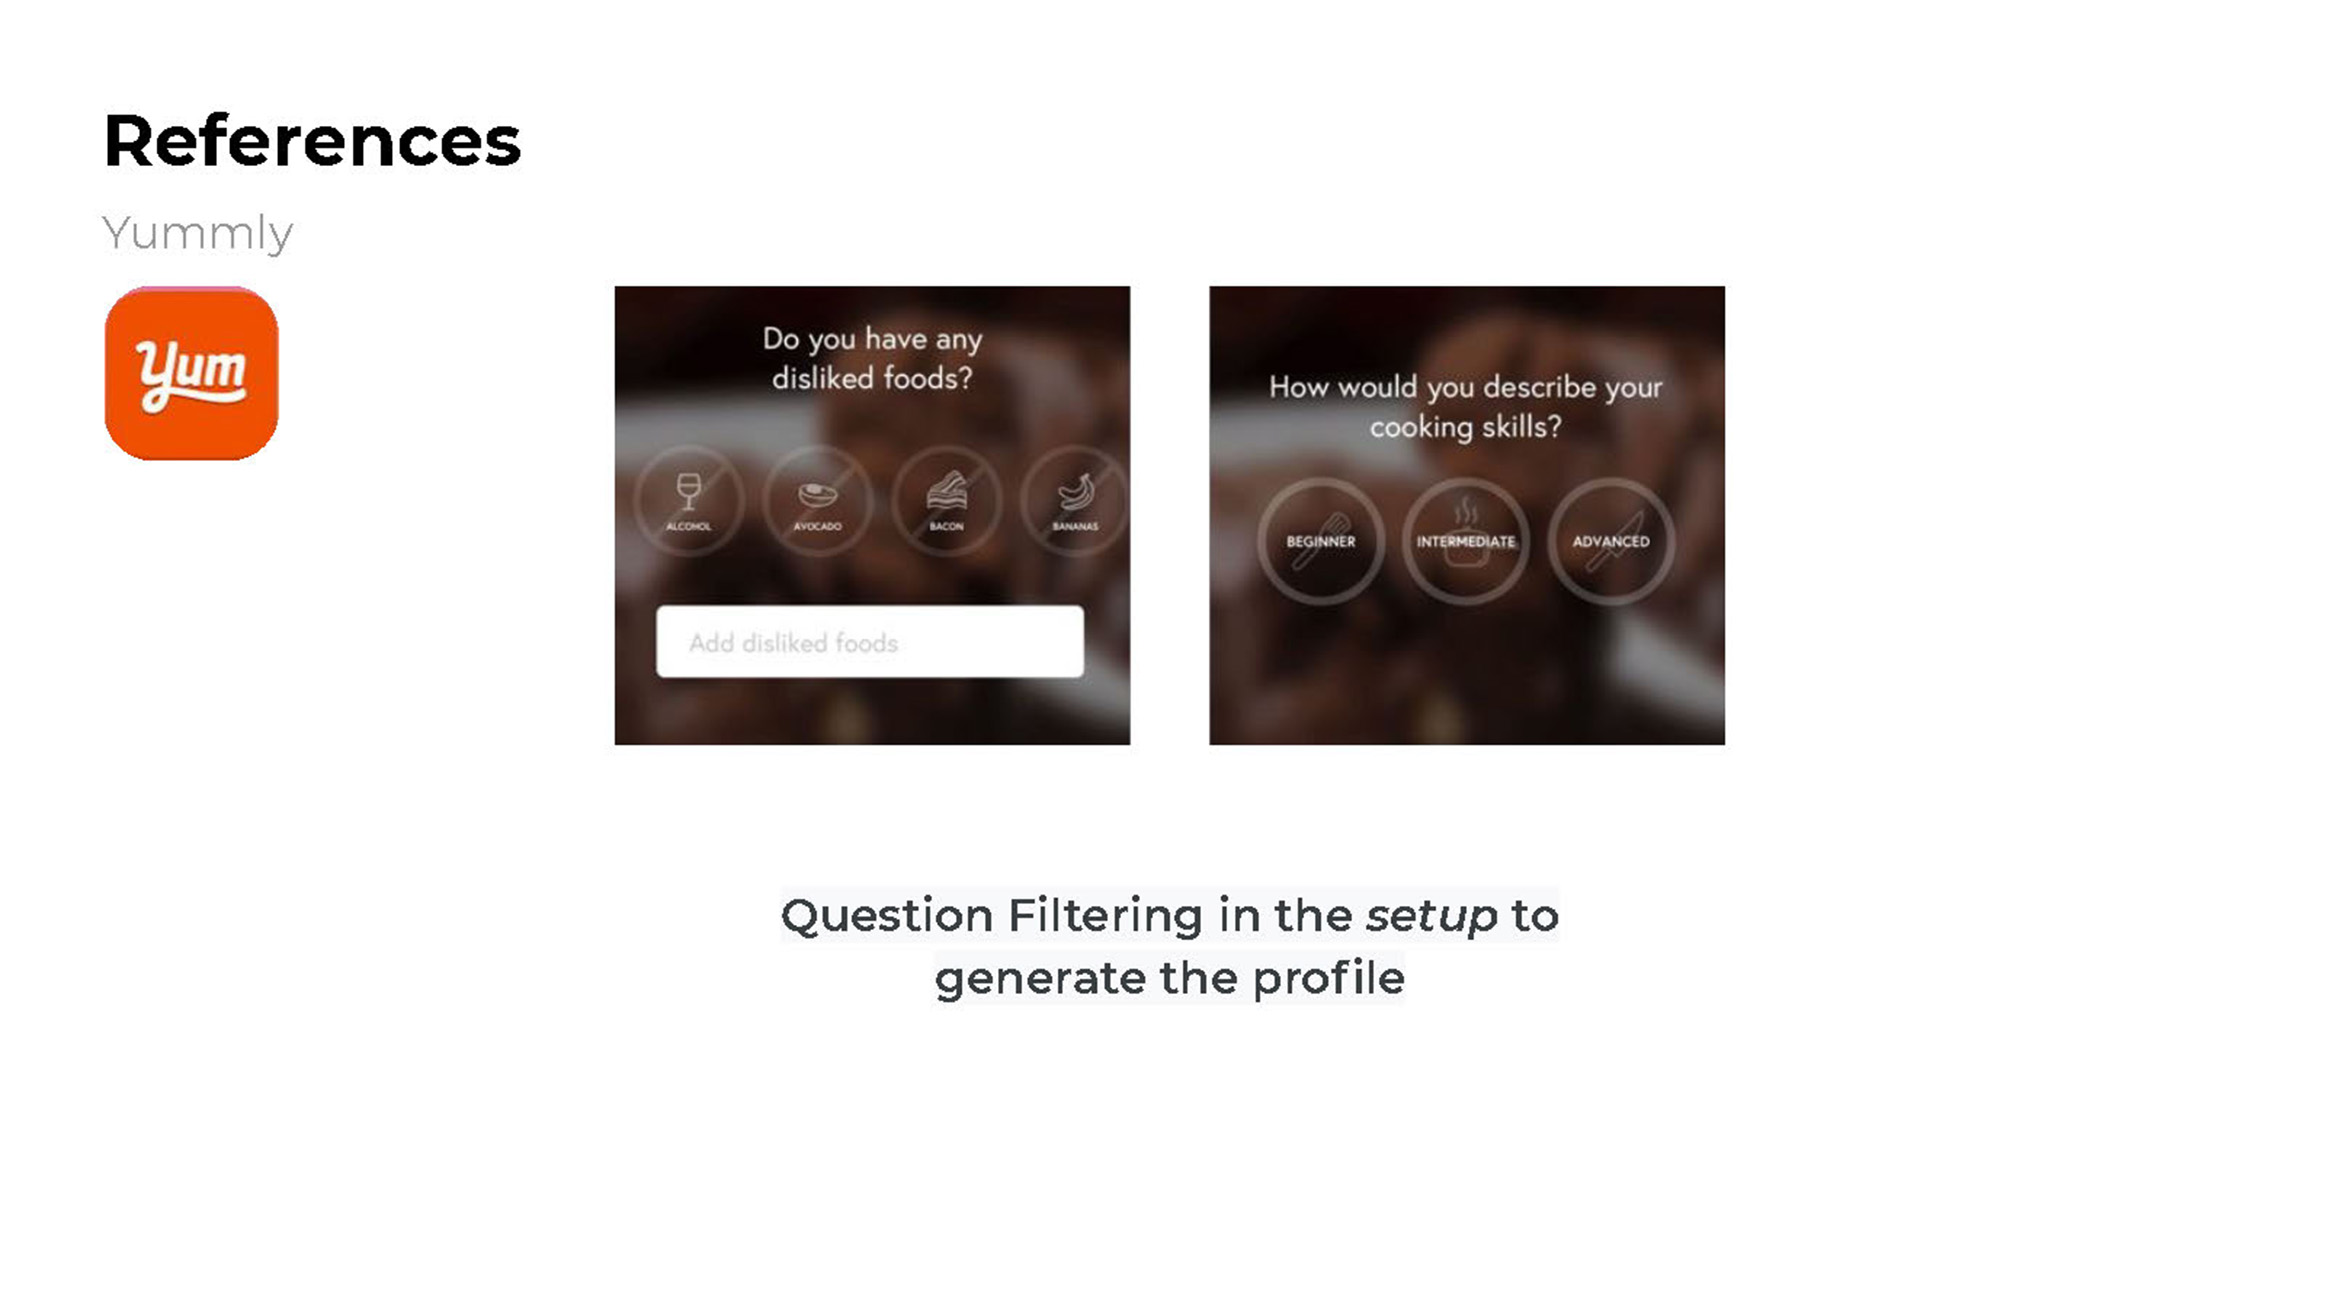 References
Yummly
Yum
Do you have any
disliked foods?
ALCOHOL
AVOCADO
BACON
BANANAS
Add disliked foods
How would you describe your
cooking skills?
BEGINNER
INTERMEDIATE
ADVANCED
Question Filtering in the setup to
generate the profile